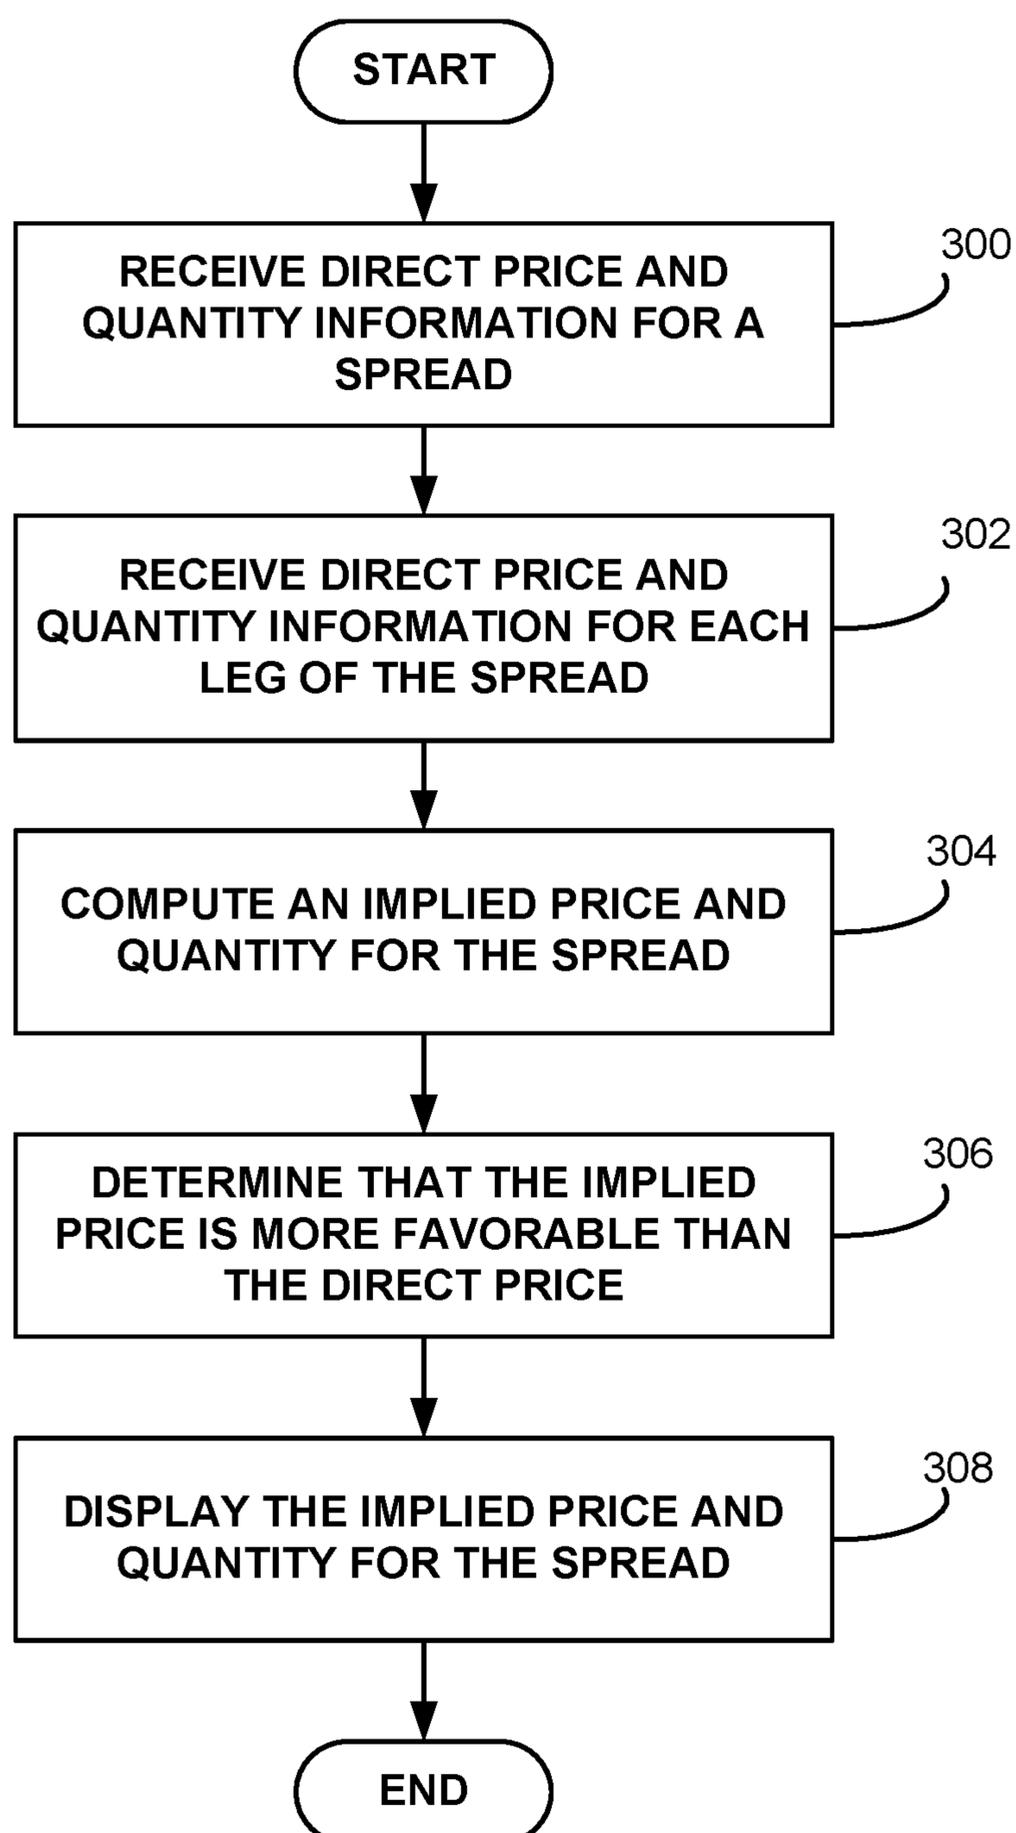 START
300
RECEIVE DIRECT PRICE AND
QUANTITY INFORMATION FOR A
SPREAD
302
RECEIVE DIRECT PRICE AND
QUANTITY INFORMATION FOR EACH
LEG OF THE SPREAD
304
COMPUTE AN IMPLIED PRICE AND
QUANTITY FOR THE SPREAD
306
DETERMINE THAT THE IMPLIED
PRICE IS MORE FAVORABLE THAN
THE DIRECT PRICE
308
DISPLAY THE IMPLIED PRICE AND
QUANTITY FOR THE SPREAD
END